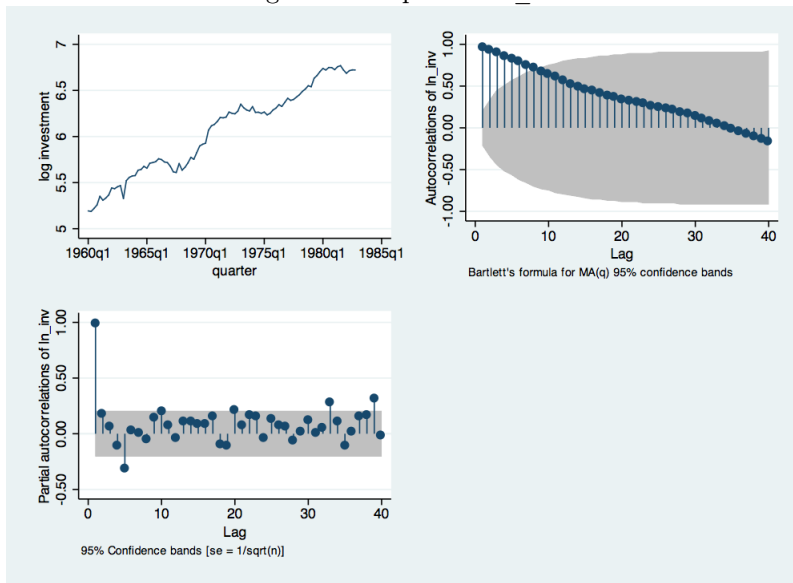 log investment
7
6.5
6
5.5
5
1960q1 1965q1 1970q1 1975q1 1980q1 1985q1
quarter
Autocorrelations of ln_inv
1.00
0.50
0.00
-0.50
-1.00
0 10 20 30 40
Lag
Bartlett's formula for MA(q) 95% confidence bands
Partial autocorrelations of ln_inv
1.00
0.50
0.00
-0.50
0 10 20 30 40
Lag
95% Confidence bands [se = 1/sqrt(n)]